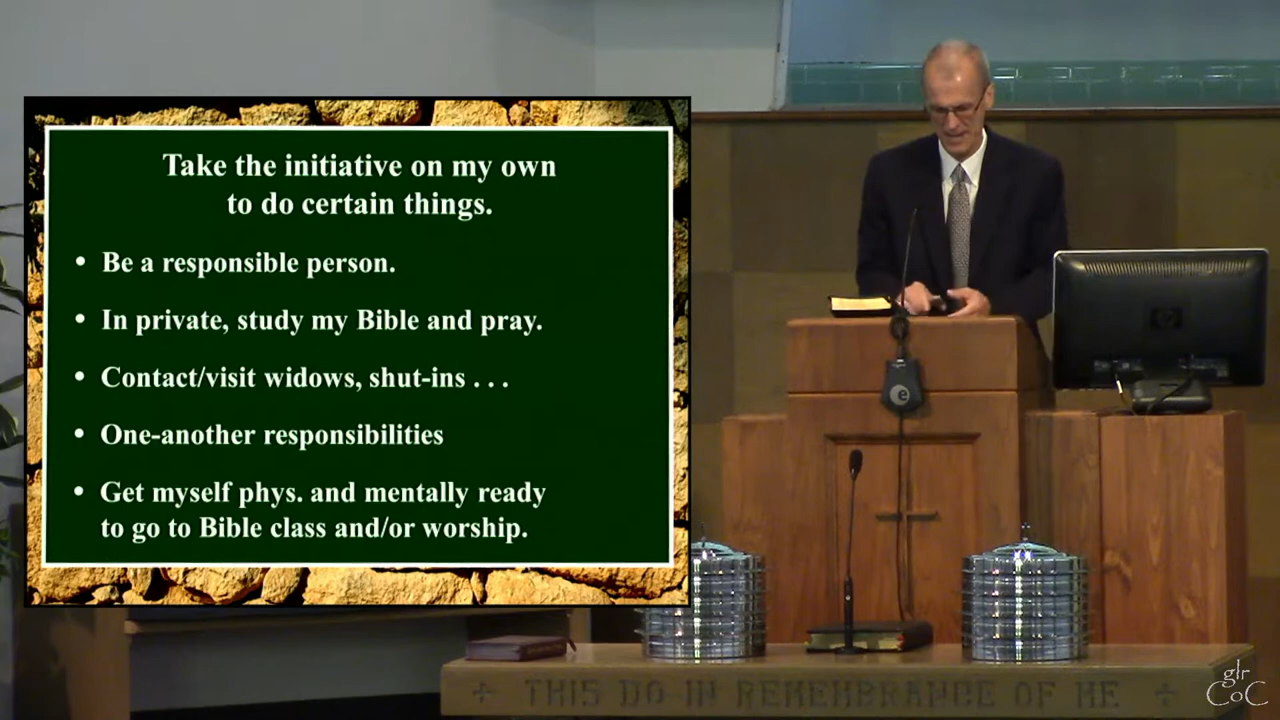 Take the initiative on my own
to do certain things.
• Be a responsible person.
• In private, study my Bible and pray.
• Contact/visit widows, shut-ins . . .
• One-another responsibilities
• Get myself phys. and mentally ready
to go to Bible class and/or worship.
e
hp
÷ THIS DO IN REMEMBRANCE OF ME ÷
glr
CoC